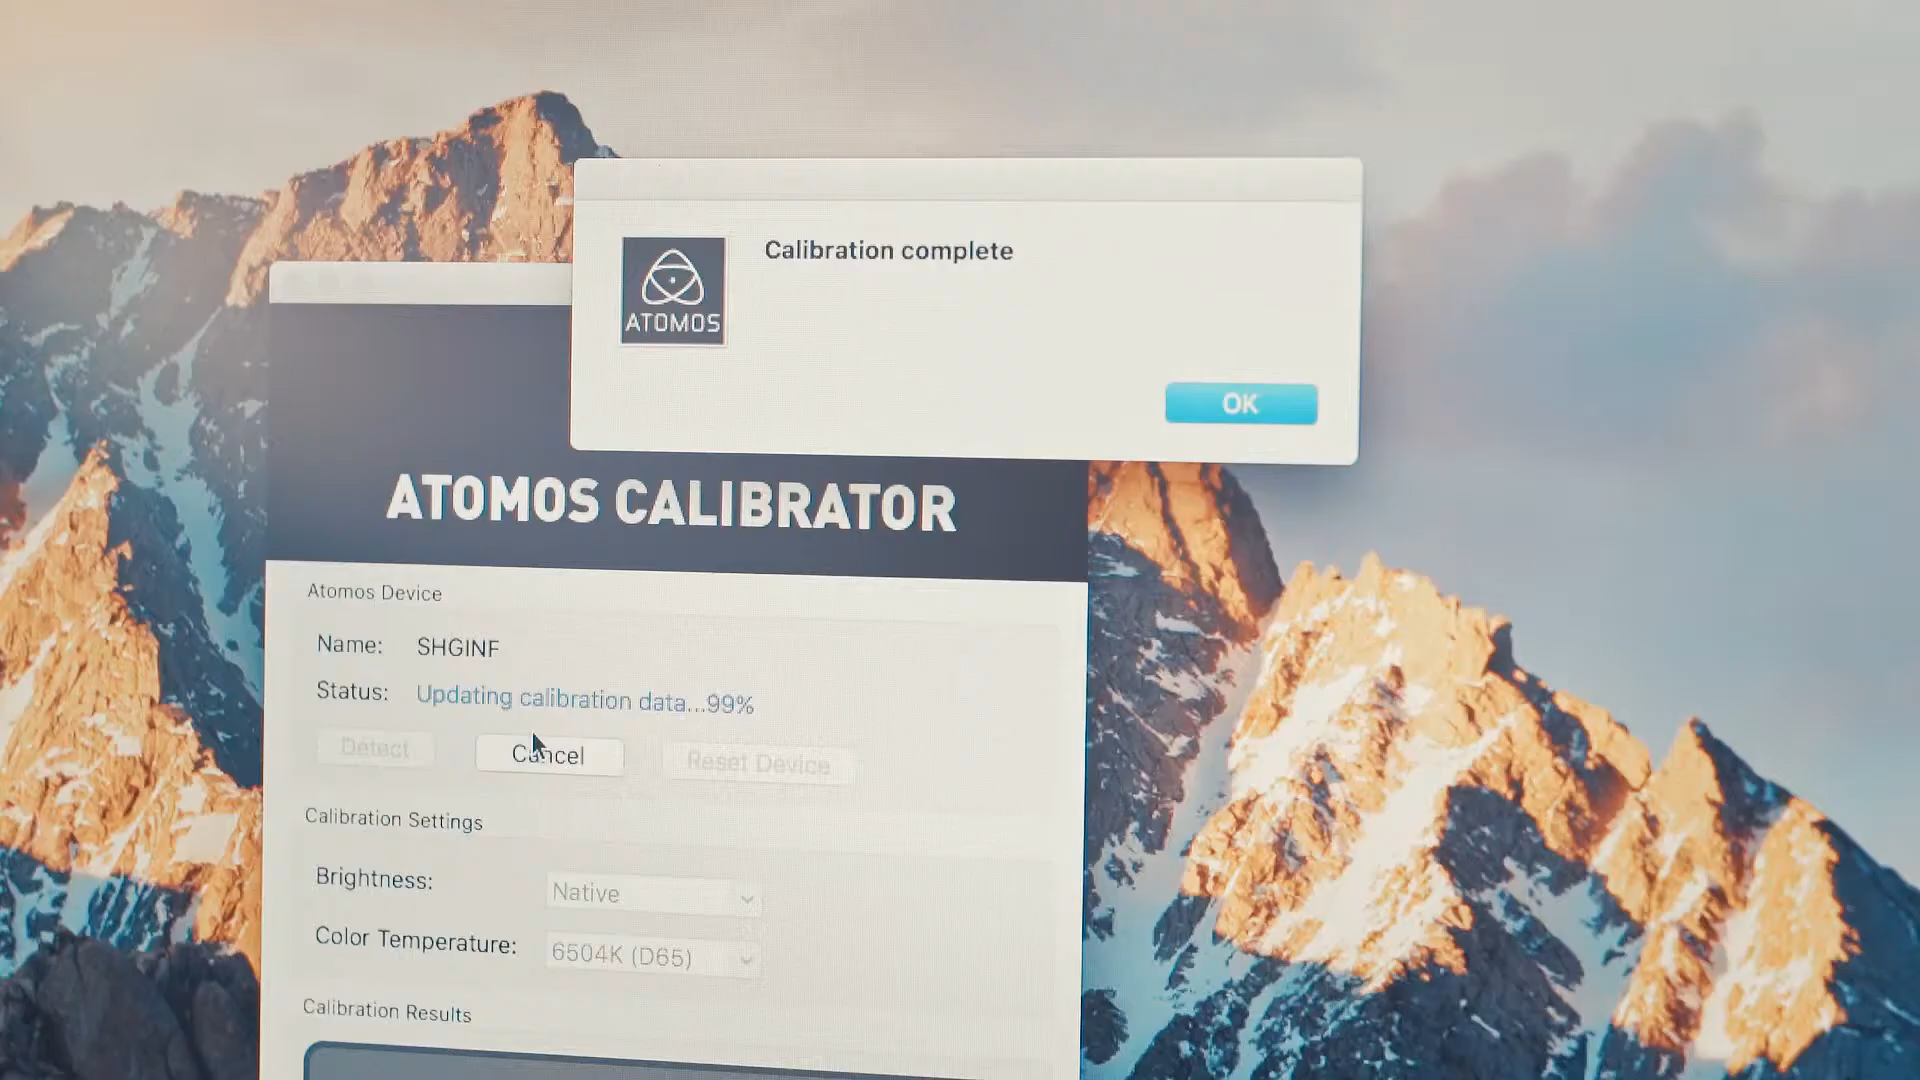 Calibration complete
ATOMOS
OK
ATOMOS CALIBRATOR
Atomos Device
Name: SHGINF
Status: Updating calibration data...99%
Detect Cancel Reset Device
Calibration Settings
Brightness: Native
Color Temperature: 6504K (D65)
Calibration Results